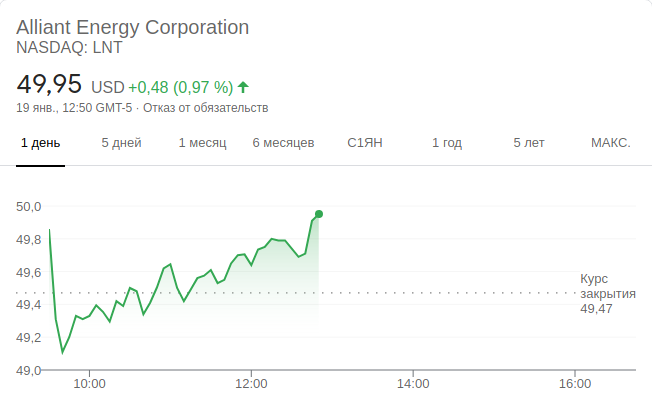 Alliant Energy Corporation
NASDAQ: LNT
49,95 USD +0,48 (0,97 %)
19 янв., 12:50 GMT-5 · Отказ от обязательств
1 день 5 дней 1 месяц 6 месяцев С1ЯН 1 год 5 лет МАКС.
50,0
49,8
49,6
49,4
49,2
49,0
Курс
закрытия
49,47
10:00 12:00 14:00 16:00